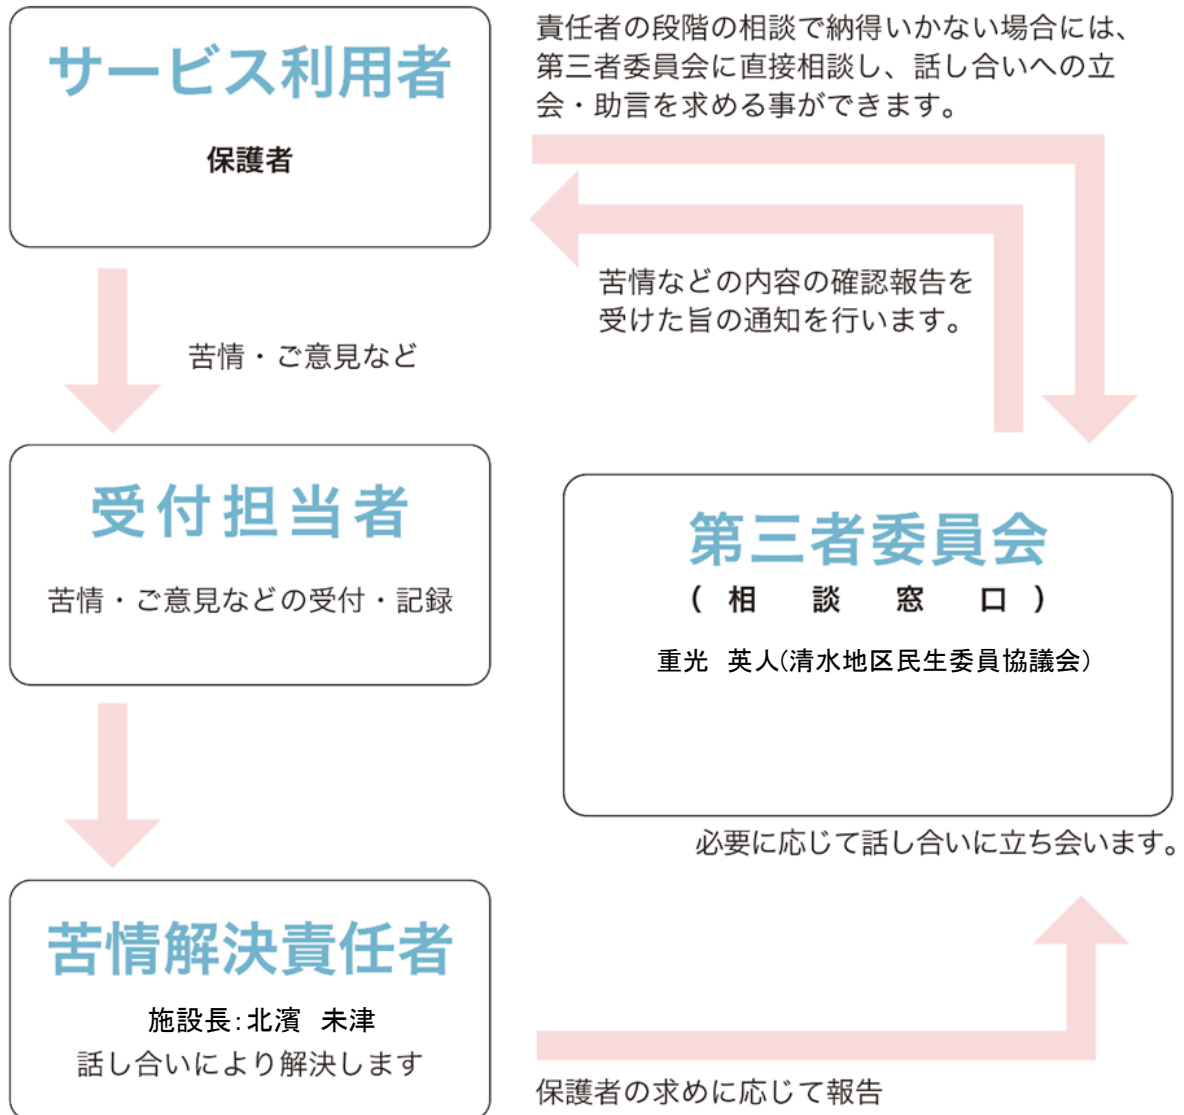 サービス利用者
保護者
責任者の段階の相談で納得いかない場合には、
第三者委員会に直接相談し、話し合いへの立
会・助言を求める事ができます。
苦情などの内容の確認報告を
受けた旨の通知を行います。
苦情・ご意見など
受付担当者
苦情・ご意見などの受付・記録
第三者委員会
(相談窓口)
重光　英人(清水地区民生委員協議会)
必要に応じて話し合いに立ち会います。
苦情解決責任者
施設長:北濱　未津
話し合いにより解決します
保護者の求めに応じて報告